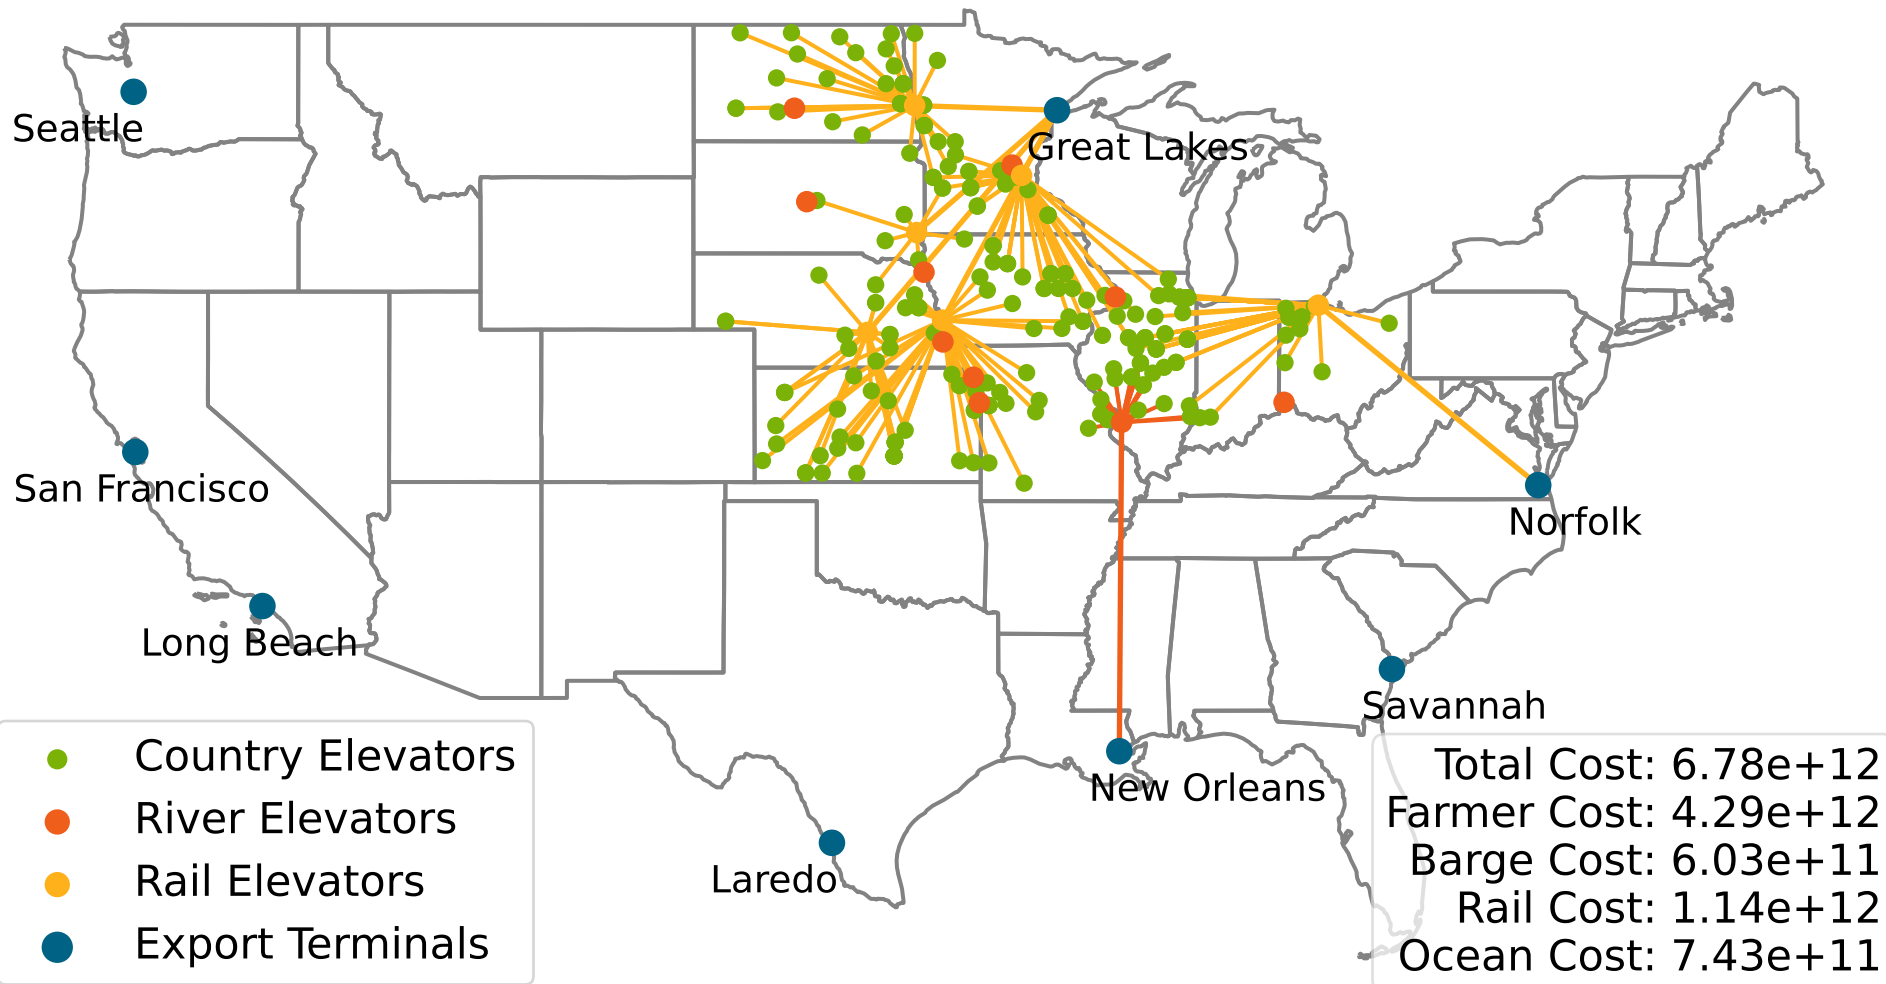 Seattle
Great Lakes
San Francisco
Norfolk
Long Beach
Savannah
New Orleans
Laredo
Country Elevators
River Elevators
Rail Elevators
Export Terminals
Total Cost: 6.78e+12
Farmer Cost: 4.29e+12
Barge Cost: 6.03e+11
Rail Cost: 1.14e+12
Ocean Cost: 7.43e+11